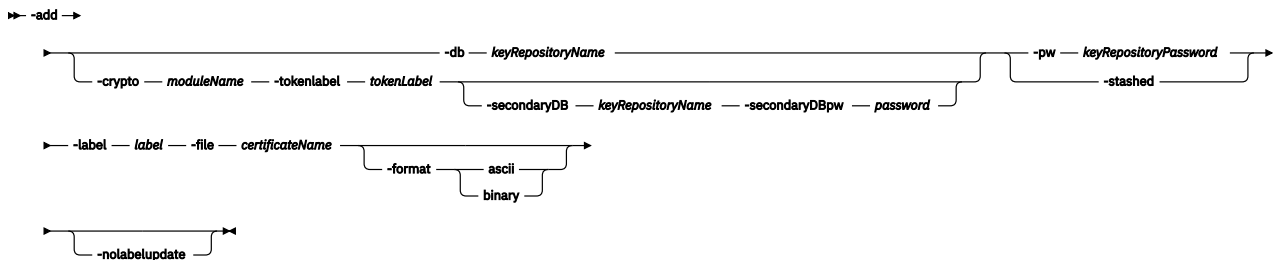 -add
-db keyRepositoryName -pw keyRepositoryPassword
-crypto moduleName -tokenlabel tokenLabel -stashed
-secondaryDB keyRepositoryName -secondaryDBpw password
-label label -file certificateName
-format ascii
binary
-nolabelupdate